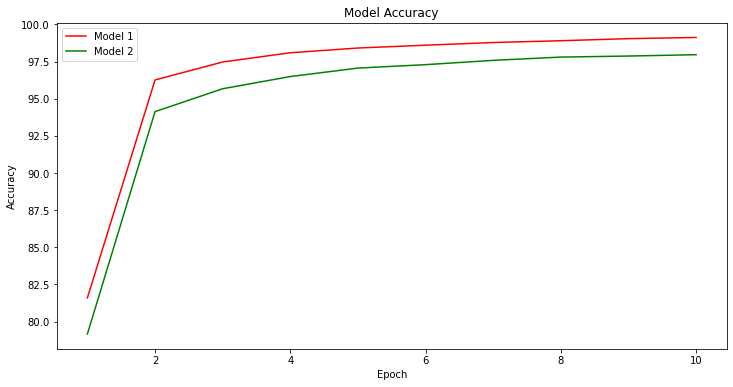 Model Accuracy
Model 1
Model 2
Accuracy
100.0
97.5
95.0
92.5
90.0
87.5
85.0
82.5
80.0
2 4 6 8 10
Epoch